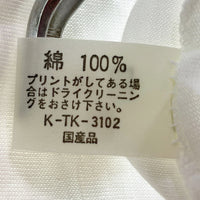 綿 100%
プリントがしてある場
合はドライクリーニン
グをおさけ下さい。
K-TK-3102
国産品